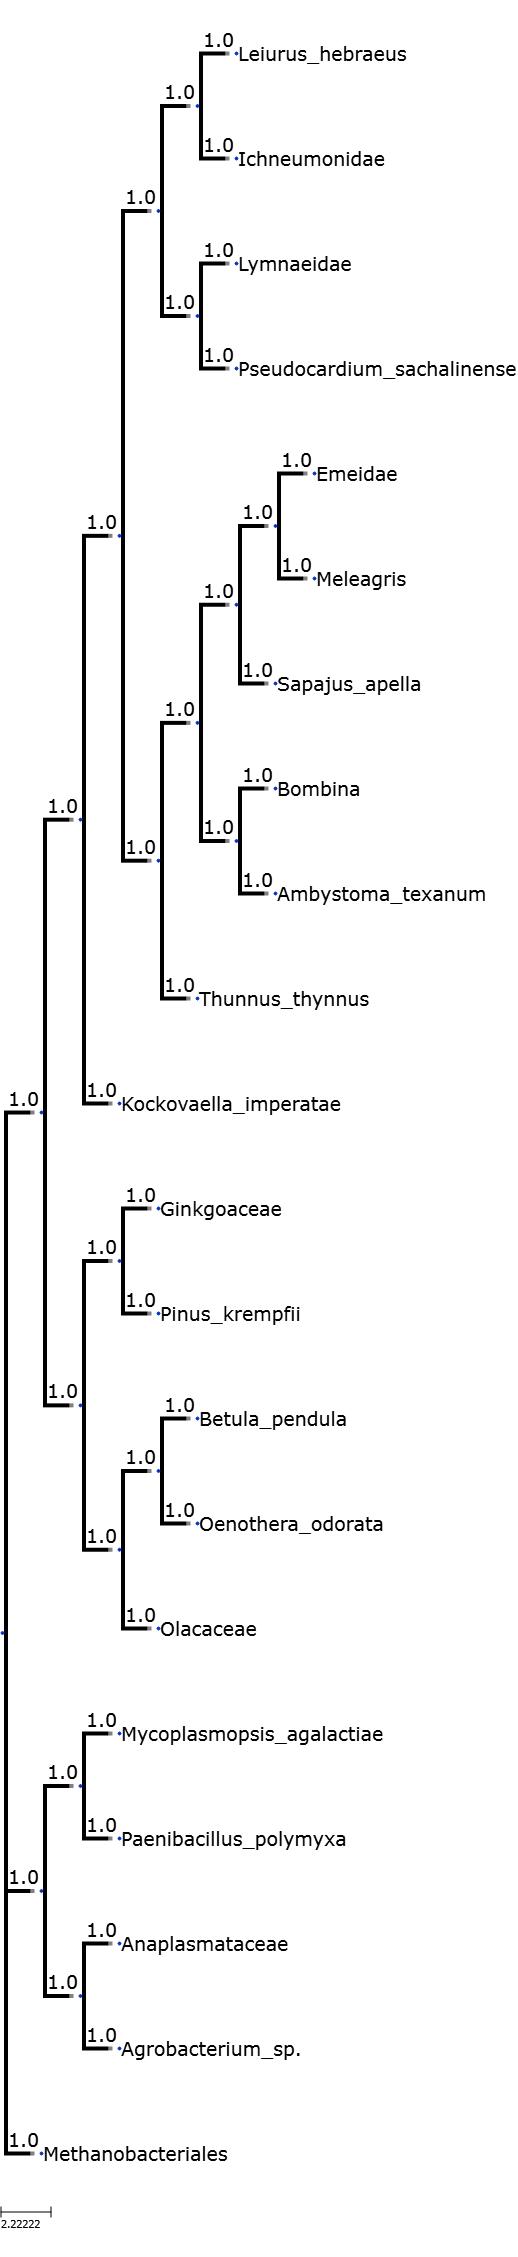 1.0
Leiurus_hebraeus
1.0
1.0
Ichneumonidae
1.0
1.0
Lymnaeidae
1.0
1.0
Pseudocardium_sachalinense
1.0
Emeidae
1.0
1.0
1.0
Meleagris
1.0
1.0
Sapajus_apella
1.0
1.0
Bombina
1.0
1.0
1.0
1.0
Ambystoma_texanum
1.0
Thunnus_thynnus
1.0
Kockovaella_imperatae
1.0
1.0
Ginkgoaceae
1.0
1.0
Pinus_krempfii
1.0
1.0
Betula_pendula
1.0
1.0
Oenothera_odorata
1.0
1.0
Olacaceae
1.0
Mycoplasmopsis_agalactiae
1.0
1.0
Paenibacillus_polymyxa
1.0
1.0
Anaplasmataceae
1.0
1.0
Agrobacterium_sp.
1.0
Methanobacteriales
2.22222